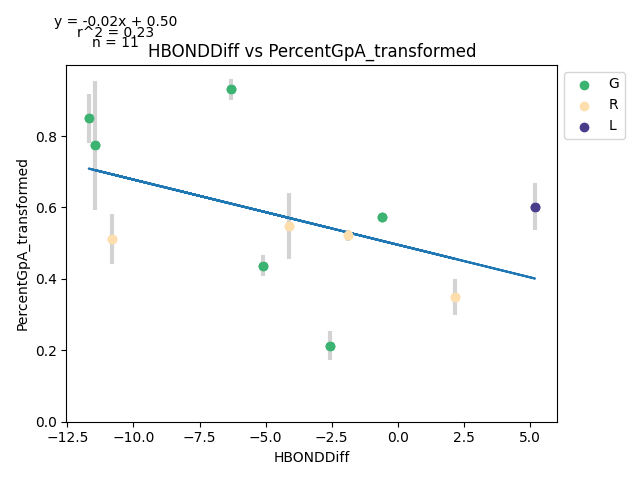 y = -0.02x + 0.50
r^2 = 0.23
n = 11
HBONDDiff vs PercentGpA_transformed
G
R
L
PercentGpA_transformed
0.8
0.6
0.4
0.2
0.0
−12.5 −10.0 −7.5 −5.0 −2.5 0.0 2.5 5.0
HBONDDiff